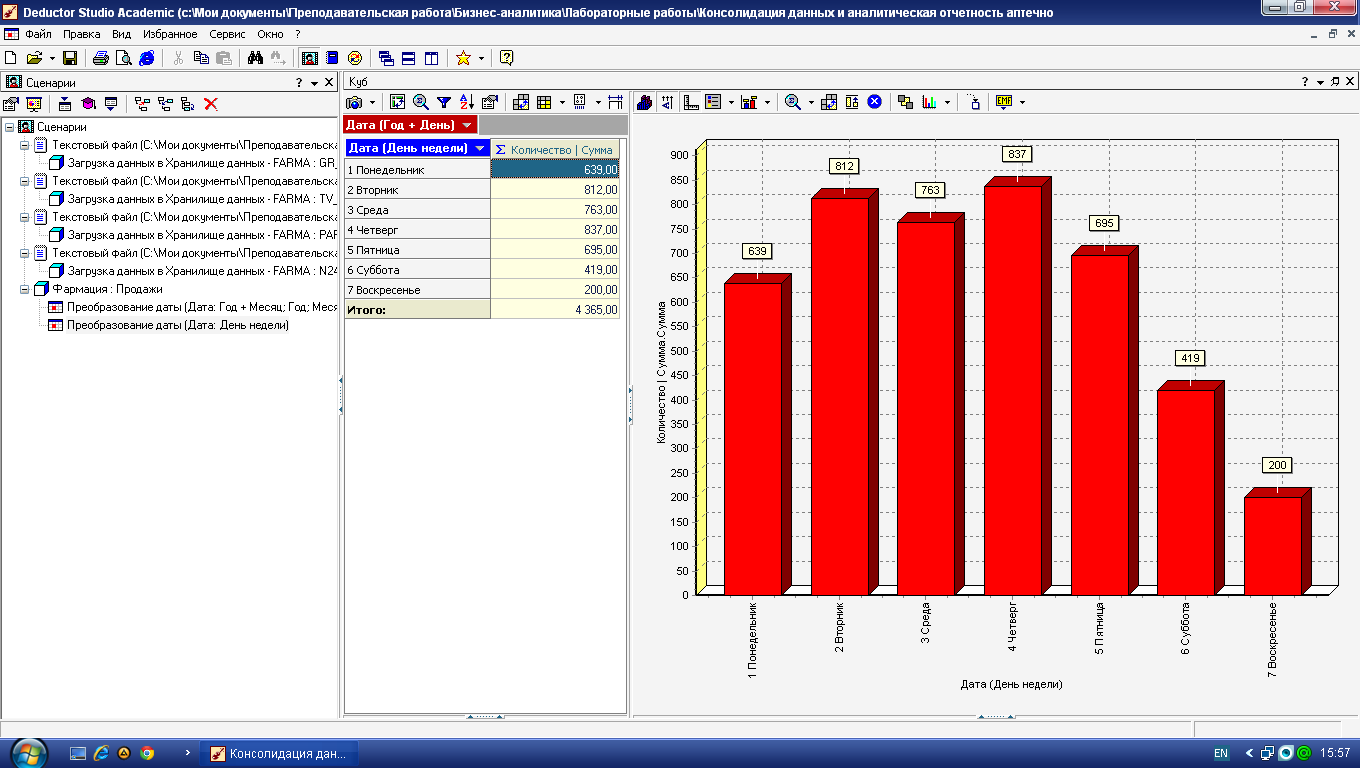 Deductor Studio Academic (c:\Мои документы\Преподавательская работа\Бизнес-аналитика\Лабораторные работы\Консолидация данных и аналитическая отчетность аптечно
Файл Правка Вид Избранное Сервис Окно ?
Сценарии
Куб
Сценарии
Текстовый файл (C:\Мои документы\Преподавательска
Загрузка данных в Хранилище данных - FARMA : GR_
Текстовый файл (C:\Мои документы\Преподавательска
Загрузка данных в Хранилище данных - FARMA : TV_
Текстовый файл (C:\Мои документы\Преподавательска
Загрузка данных в Хранилище данных - FARMA : PAR
Текстовый файл (C:\Мои документы\Преподавательска
Загрузка данных в Хранилище данных - FARMA : N24
Фармация : Продажи
Преобразование даты (Дата: Год + Месяц; Год; Меся
Преобразование даты (Дата: День недели)
Дата (Год + День)
Дата (День недели) Σ Количество | Сумма
1 Понедельник 639,00
2 Вторник 812,00
3 Среда 763,00
4 Четверг 837,00
5 Пятница 695,00
6 Суббота 419,00
7 Воскресенье 200,00
Итого: 4 365,00
EMF
Количество | Сумма.Сумма
900
850
800
750
700
650
600
550
500
450
400
350
300
250
200
150
100
50
0
639
812
763
837
695
419
200
1 Понедельник
2 Вторник
3 Среда
4 Четверг
5 Пятница
6 Суббота
7 Воскресенье
Дата (День недели)
Консолидация дан...
EN
15:57